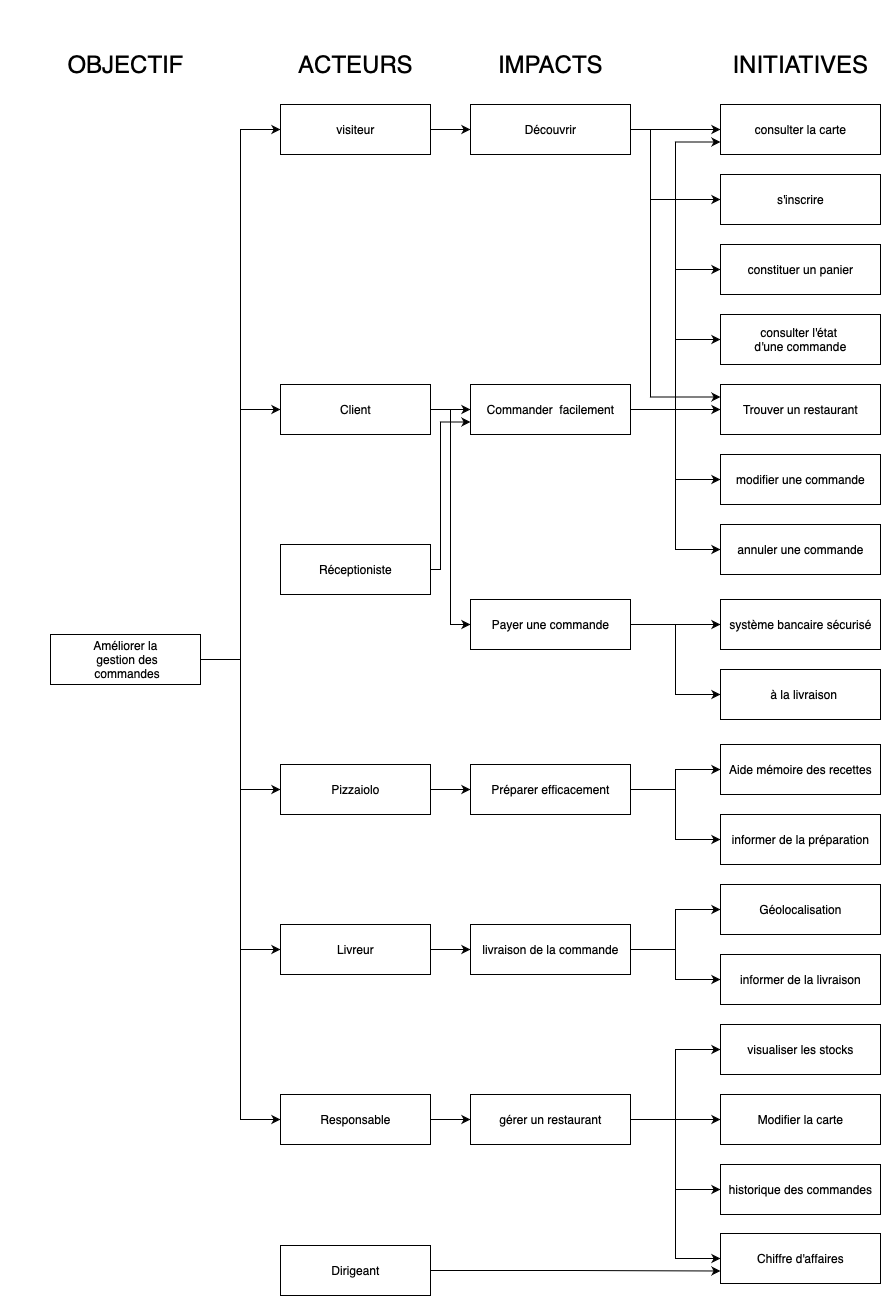 OBJECTIF
ACTEURS
IMPACTS
INITIATIVES
visiteur
Découvrir
consulter la carte
s'inscrire
constituer un panier
consulter l'état
d'une commande
Client
Commander facilement
Trouver un restaurant
modifier une commande
annuler une commande
Réceptioniste
Payer une commande
système bancaire sécurisé
Améliorer la
gestion des
commandes
à la livraison
Pizzaiolo
Préparer efficacement
Aide mémoire des recettes
informer de la préparation
Géolocalisation
Livreur
livraison de la commande
informer de la livraison
visualiser les stocks
Responsable
gérer un restaurant
Modifier la carte
historique des commandes
Chiffre d'affaires
Dirigeant